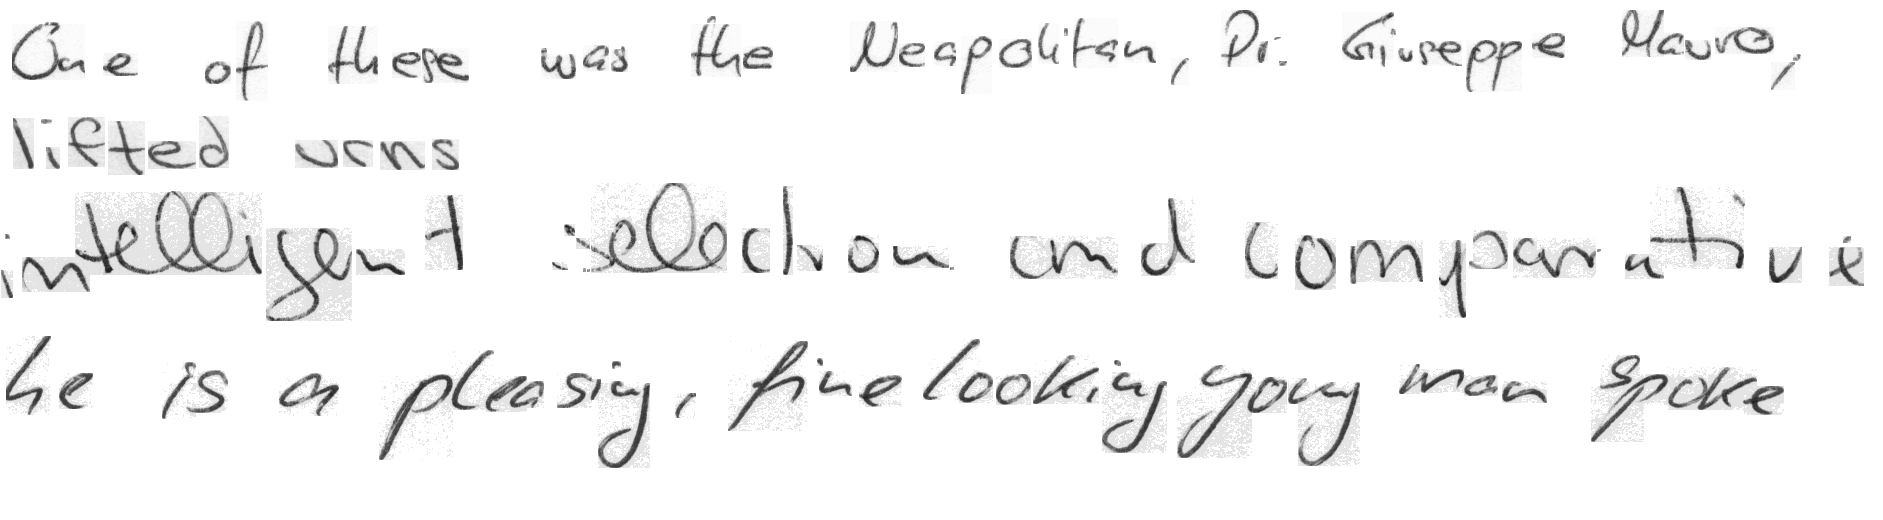 One of these was the Neapolitan, Dr. Giuseppe Mauro,
lifted urns
intelligent selection and comparative
he is a pleasing, fine looking young man spoke